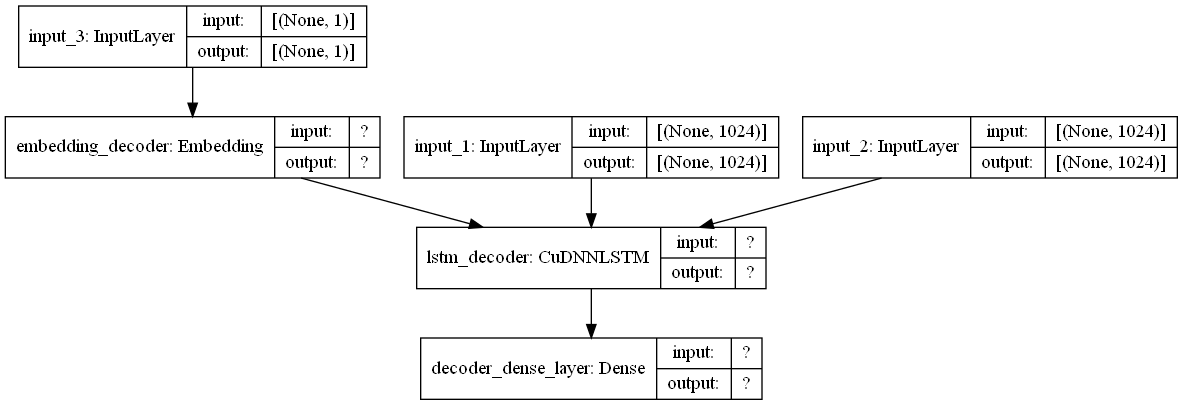 input_3: InputLayer
input: [(None, 1)]
output: [(None, 1)]
embedding_decoder: Embedding
input: ?
output: ?
input_1: InputLayer
input: [(None, 1024)]
output: [(None, 1024)]
input_2: InputLayer
input: [(None, 1024)]
output: [(None, 1024)]
lstm_decoder: CuDNNLSTM
input: ?
output: ?
decoder_dense_layer: Dense
input: ?
output: ?